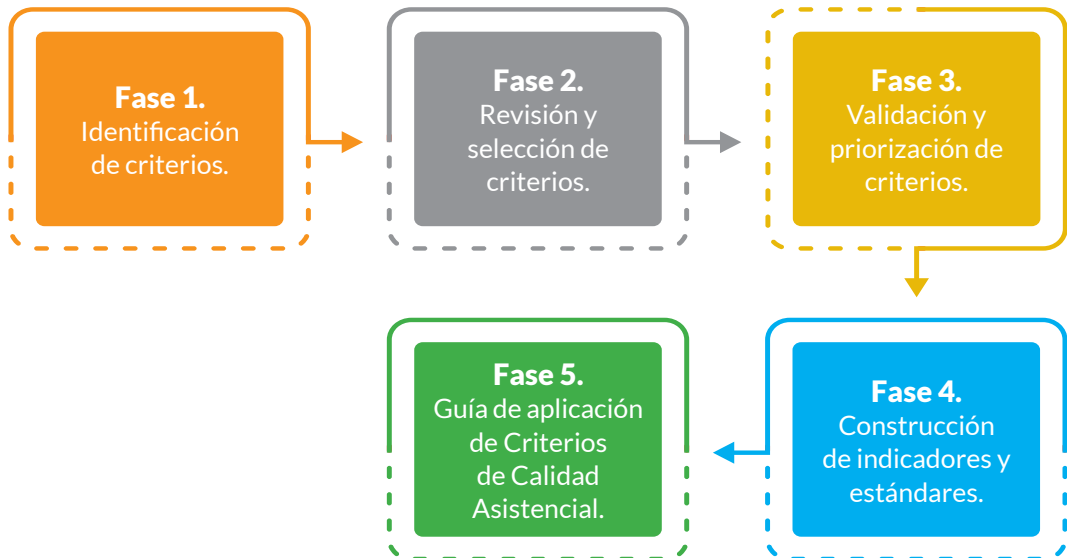 Fase 1.
Identificación
de criterios.
Fase 2.
Revisión y
selección de
criterios.
Fase 3.
Validación y
priorización de
criterios.
Fase 4.
Construcción
de indicadores y
estándares.
Fase 5.
Guía de aplicación
de Criterios
de Calidad
Asistencial.